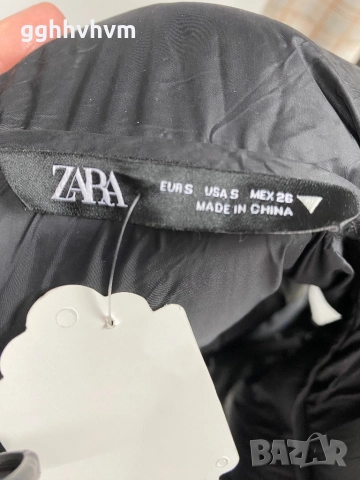 gghhvhvm
ZARA
EUR S USA S MEX 26
MADE IN CHINA
BAZAR